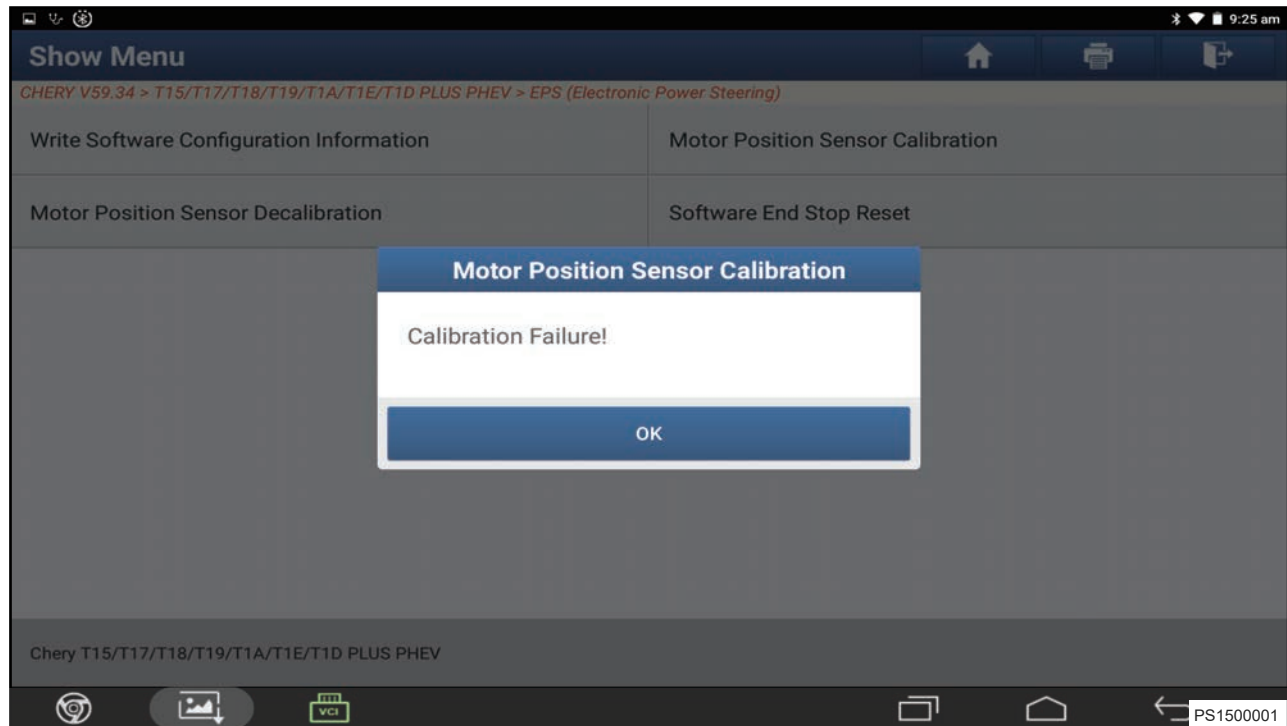 9:25 am
Show Menu
CHERY V59.34 > T15/T17/T18/T19/T1A/T1E/T1D PLUS PHEV > EPS (Electronic Power Steering)
Write Software Configuration Information
Motor Position Sensor Calibration
Motor Position Sensor Decalibration
Software End Stop Reset
Motor Position Sensor Calibration
Calibration Failure!
OK
Chery T15/T17/T18/T19/T1A/T1E/T1D PLUS PHEV
VCI
PS1500001